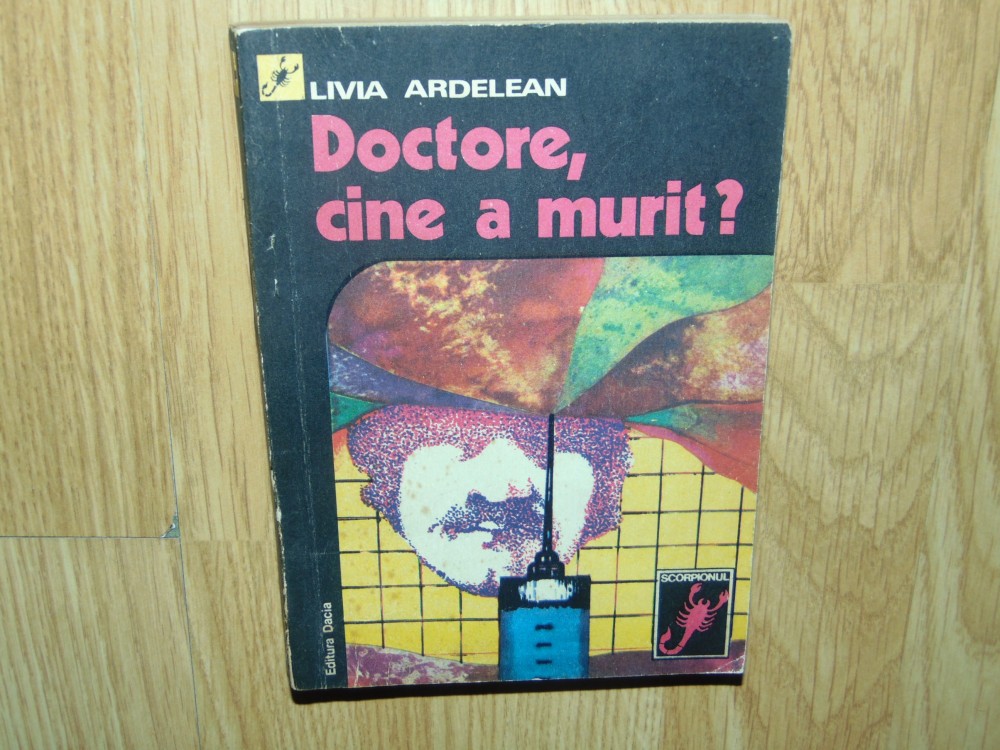 LIVIA ARDELEAN
Doctore,
cine a murit?
SCORPIONUL
Editura Dacia